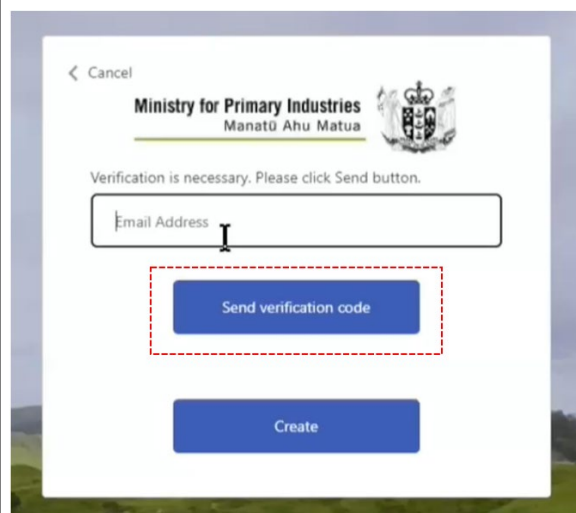 Cancel
Ministry for Primary Industries
Manatū Ahu Matua
Verification is necessary. Please click Send button.
Email Address
Send verification code
Create